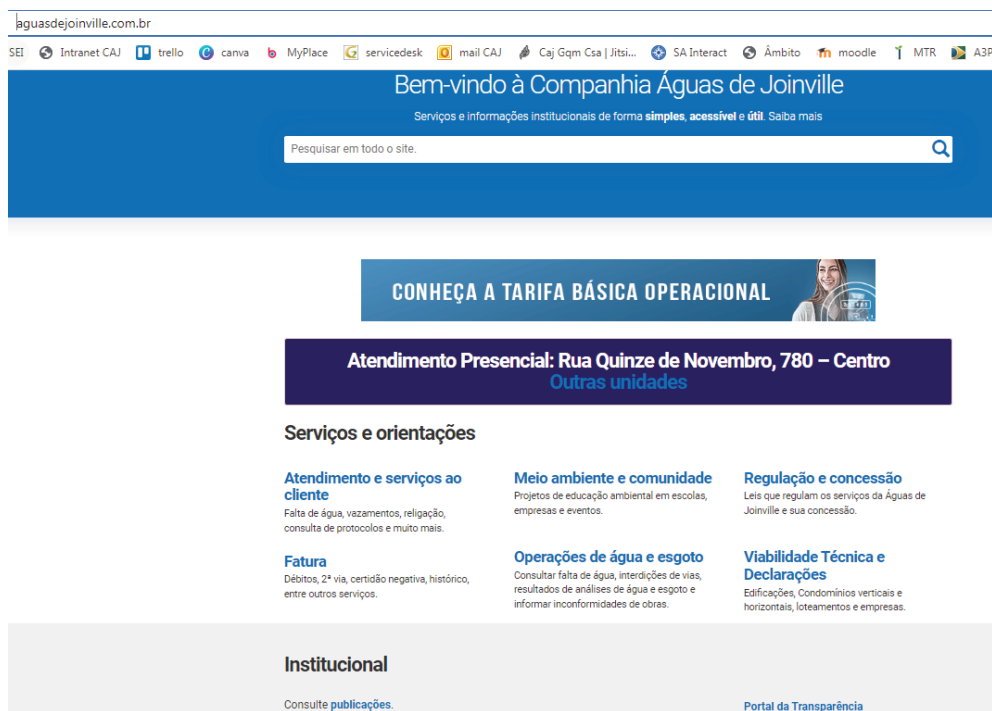 aguasdejoinville.com.br
SEI Intranet CAJ trello canva MyPlace servicedesk mail CAJ Caj Gqm Csa | Jitsi... SA Interact Âmbito moodle MTR A3P
Bem-vindo à Companhia Águas de Joinville
Serviços e informações institucionais de forma simples, acessível e útil. Saiba mais
Pesquisar em todo o site.
CONHEÇA A TARIFA BÁSICA OPERACIONAL
Atendimento Presencial: Rua Quinze de Novembro, 780 – Centro
Outras unidades
Serviços e orientações
Atendimento e serviços ao
cliente
Falta de água, vazamentos, religação,
consulta de protocolos e muito mais.
Meio ambiente e comunidade
Projetos de educação ambiental em escolas,
empresas e eventos.
Regulação e concessão
Leis que regulam os serviços da Águas de
Joinville e sua concessão.
Fatura
Débitos, 2ª via, certidão negativa, histórico,
entre outros serviços.
Operações de água e esgoto
Consultar falta de água, interdições de vias,
resultados de análises de água e esgoto e
informar inconformidades de obras.
Viabilidade Técnica e
Declarações
Edificações, Condomínios verticais e
horizontais, loteamentos e empresas.
Institucional
Consulte publicações.
Portal da Transparência